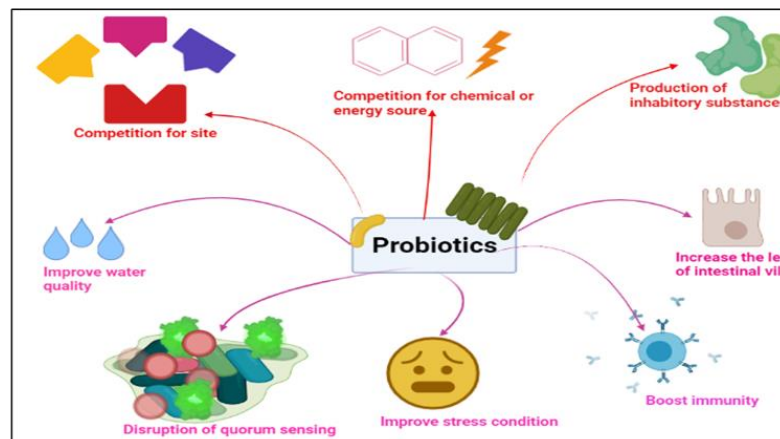 Competition for site
Competition for chemical or
energy soure
Production of
inhabitory substance
Probiotics
Improve water
quality
Increase the le
of intestinal vil
Disruption of quorum sensing
Improve stress condition
Boost immunity